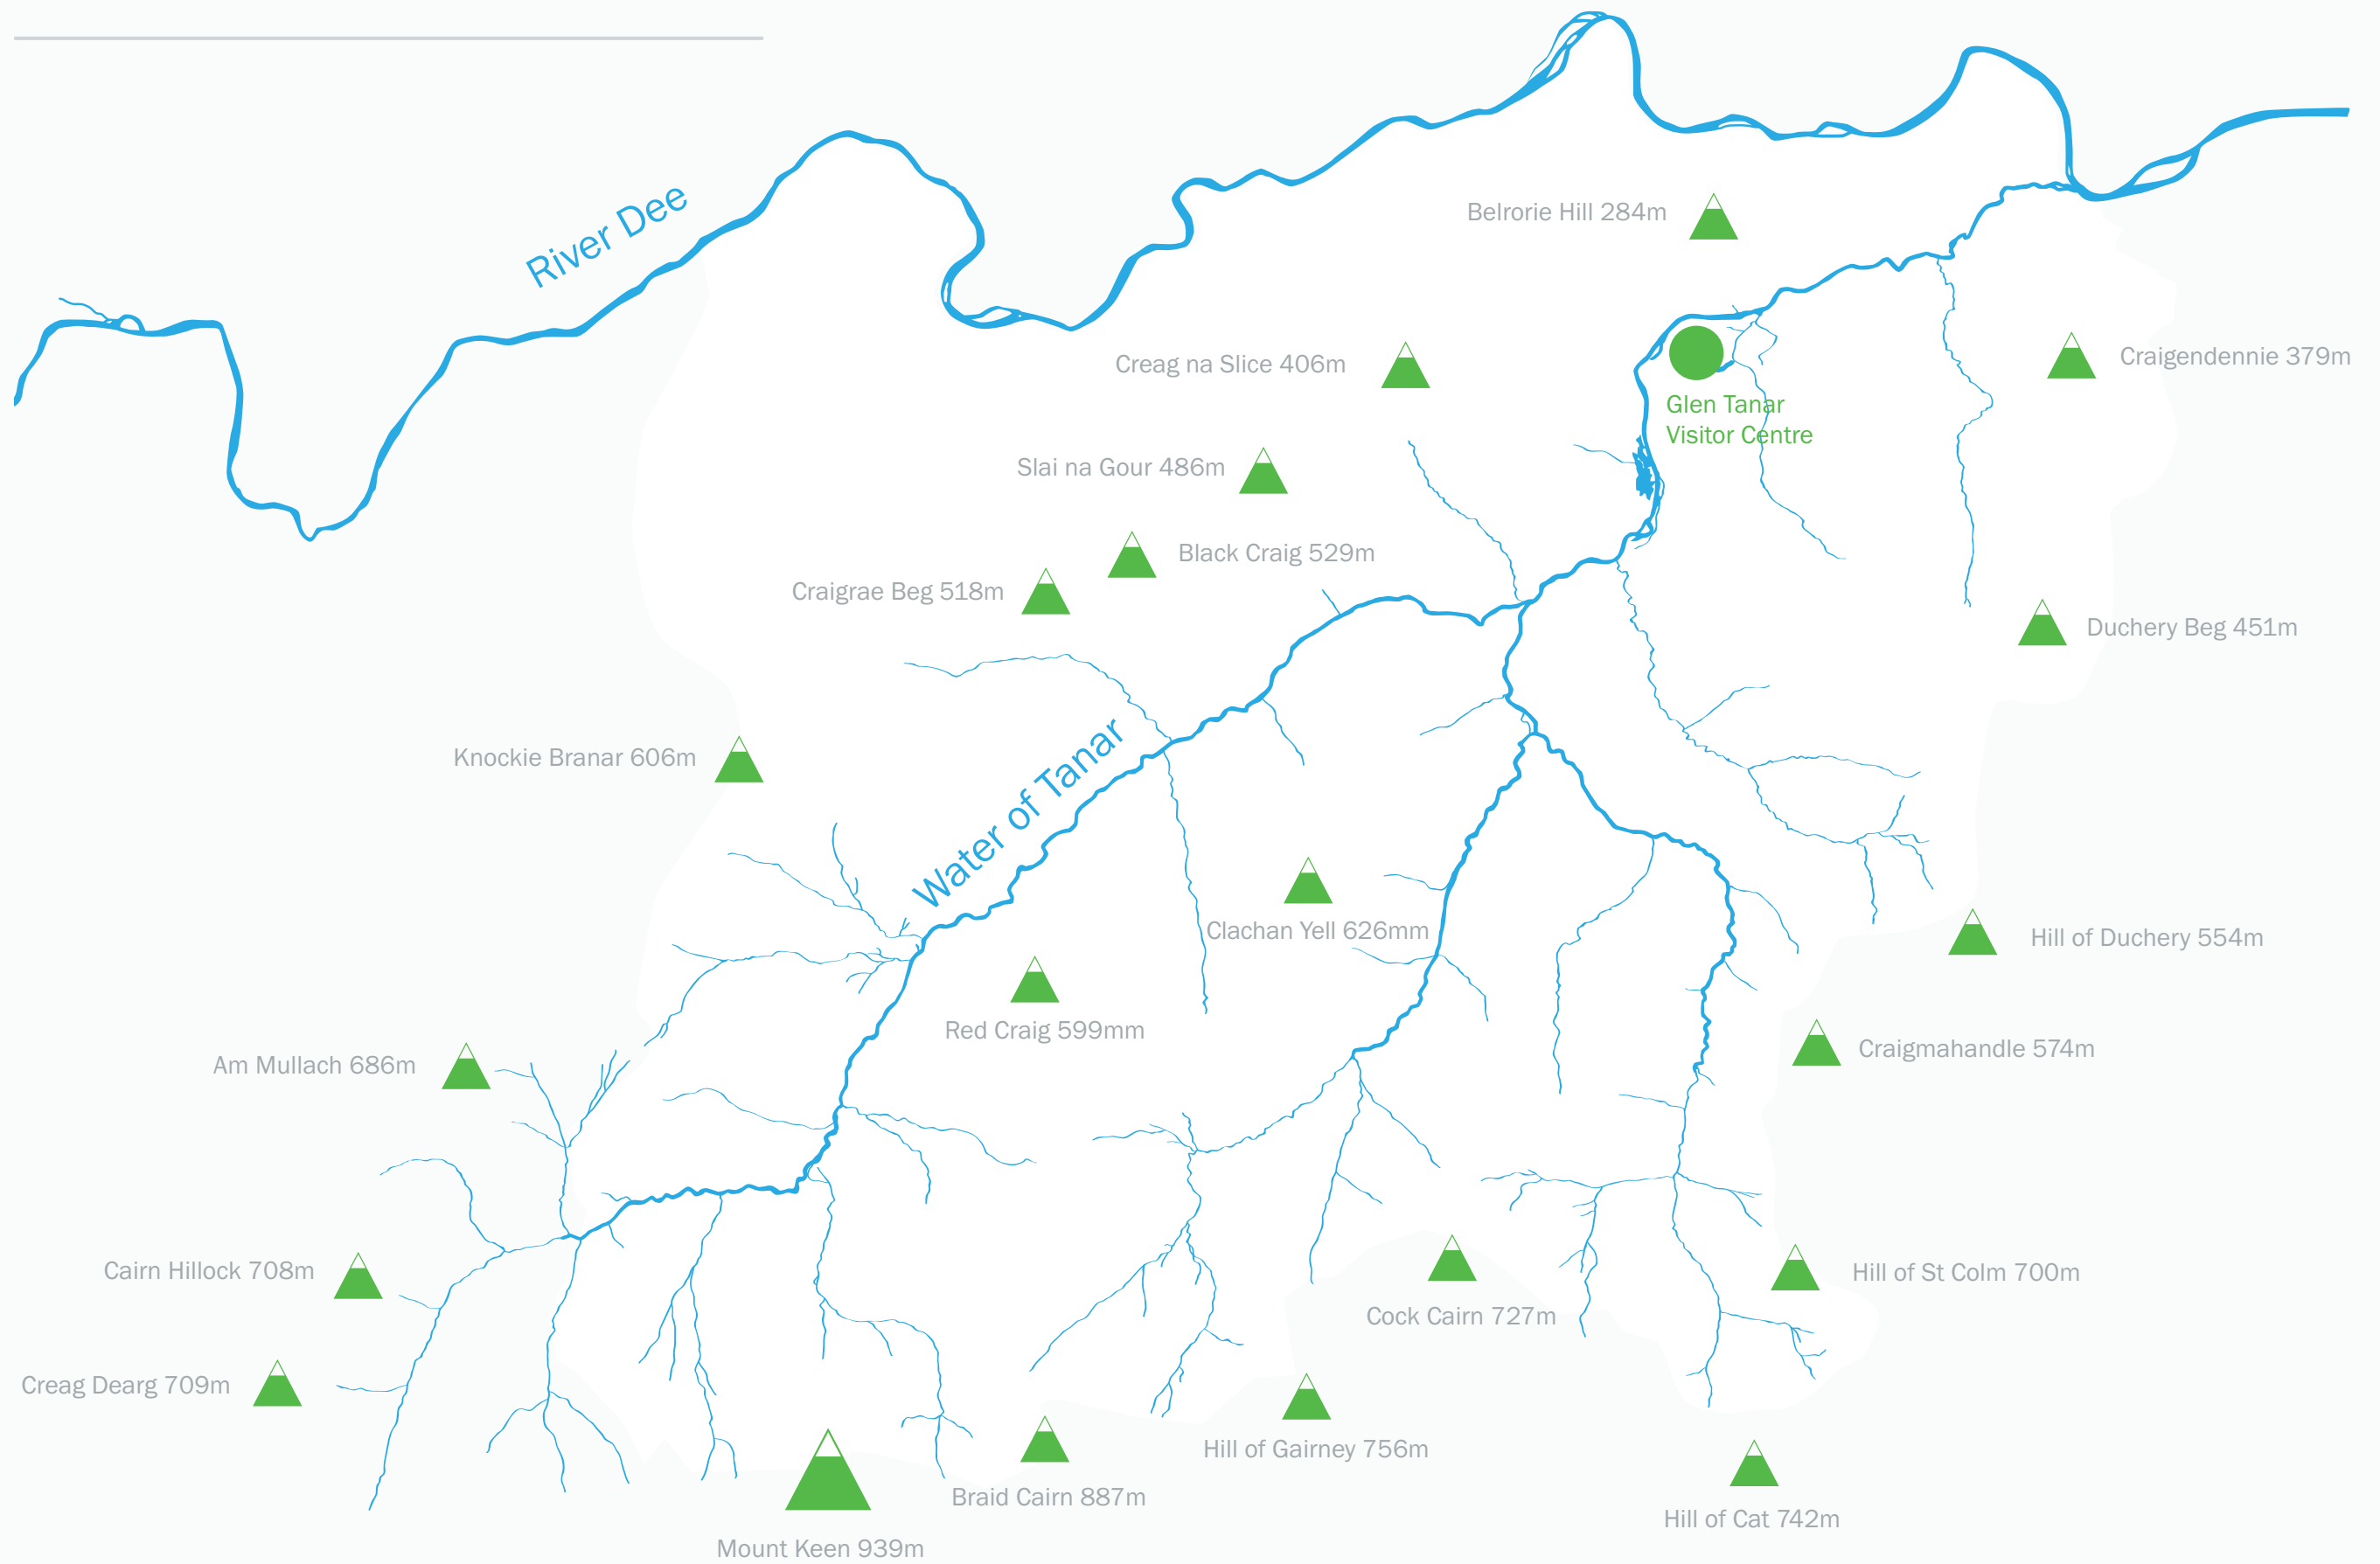 River Dee
Belrorie Hill 284m
Creag na Slice 406m
Craigendennie 379m
Glen Tanar
Visitor Centre
Slai na Gour 486m
Black Craig 529m
Craigrae Beg 518m
Duchery Beg 451m
Knockie Branar 606m
Water of Tanar
Clachan Yell 626mm
Hill of Duchery 554m
Red Craig 599mm
Craigmahandle 574m
Am Mullach 686m
Cairn Hillock 708m
Hill of St Colm 700m
Cock Cairn 727m
Creag Dearg 709m
Hill of Gairney 756m
Braid Cairn 887m
Hill of Cat 742m
Mount Keen 939m